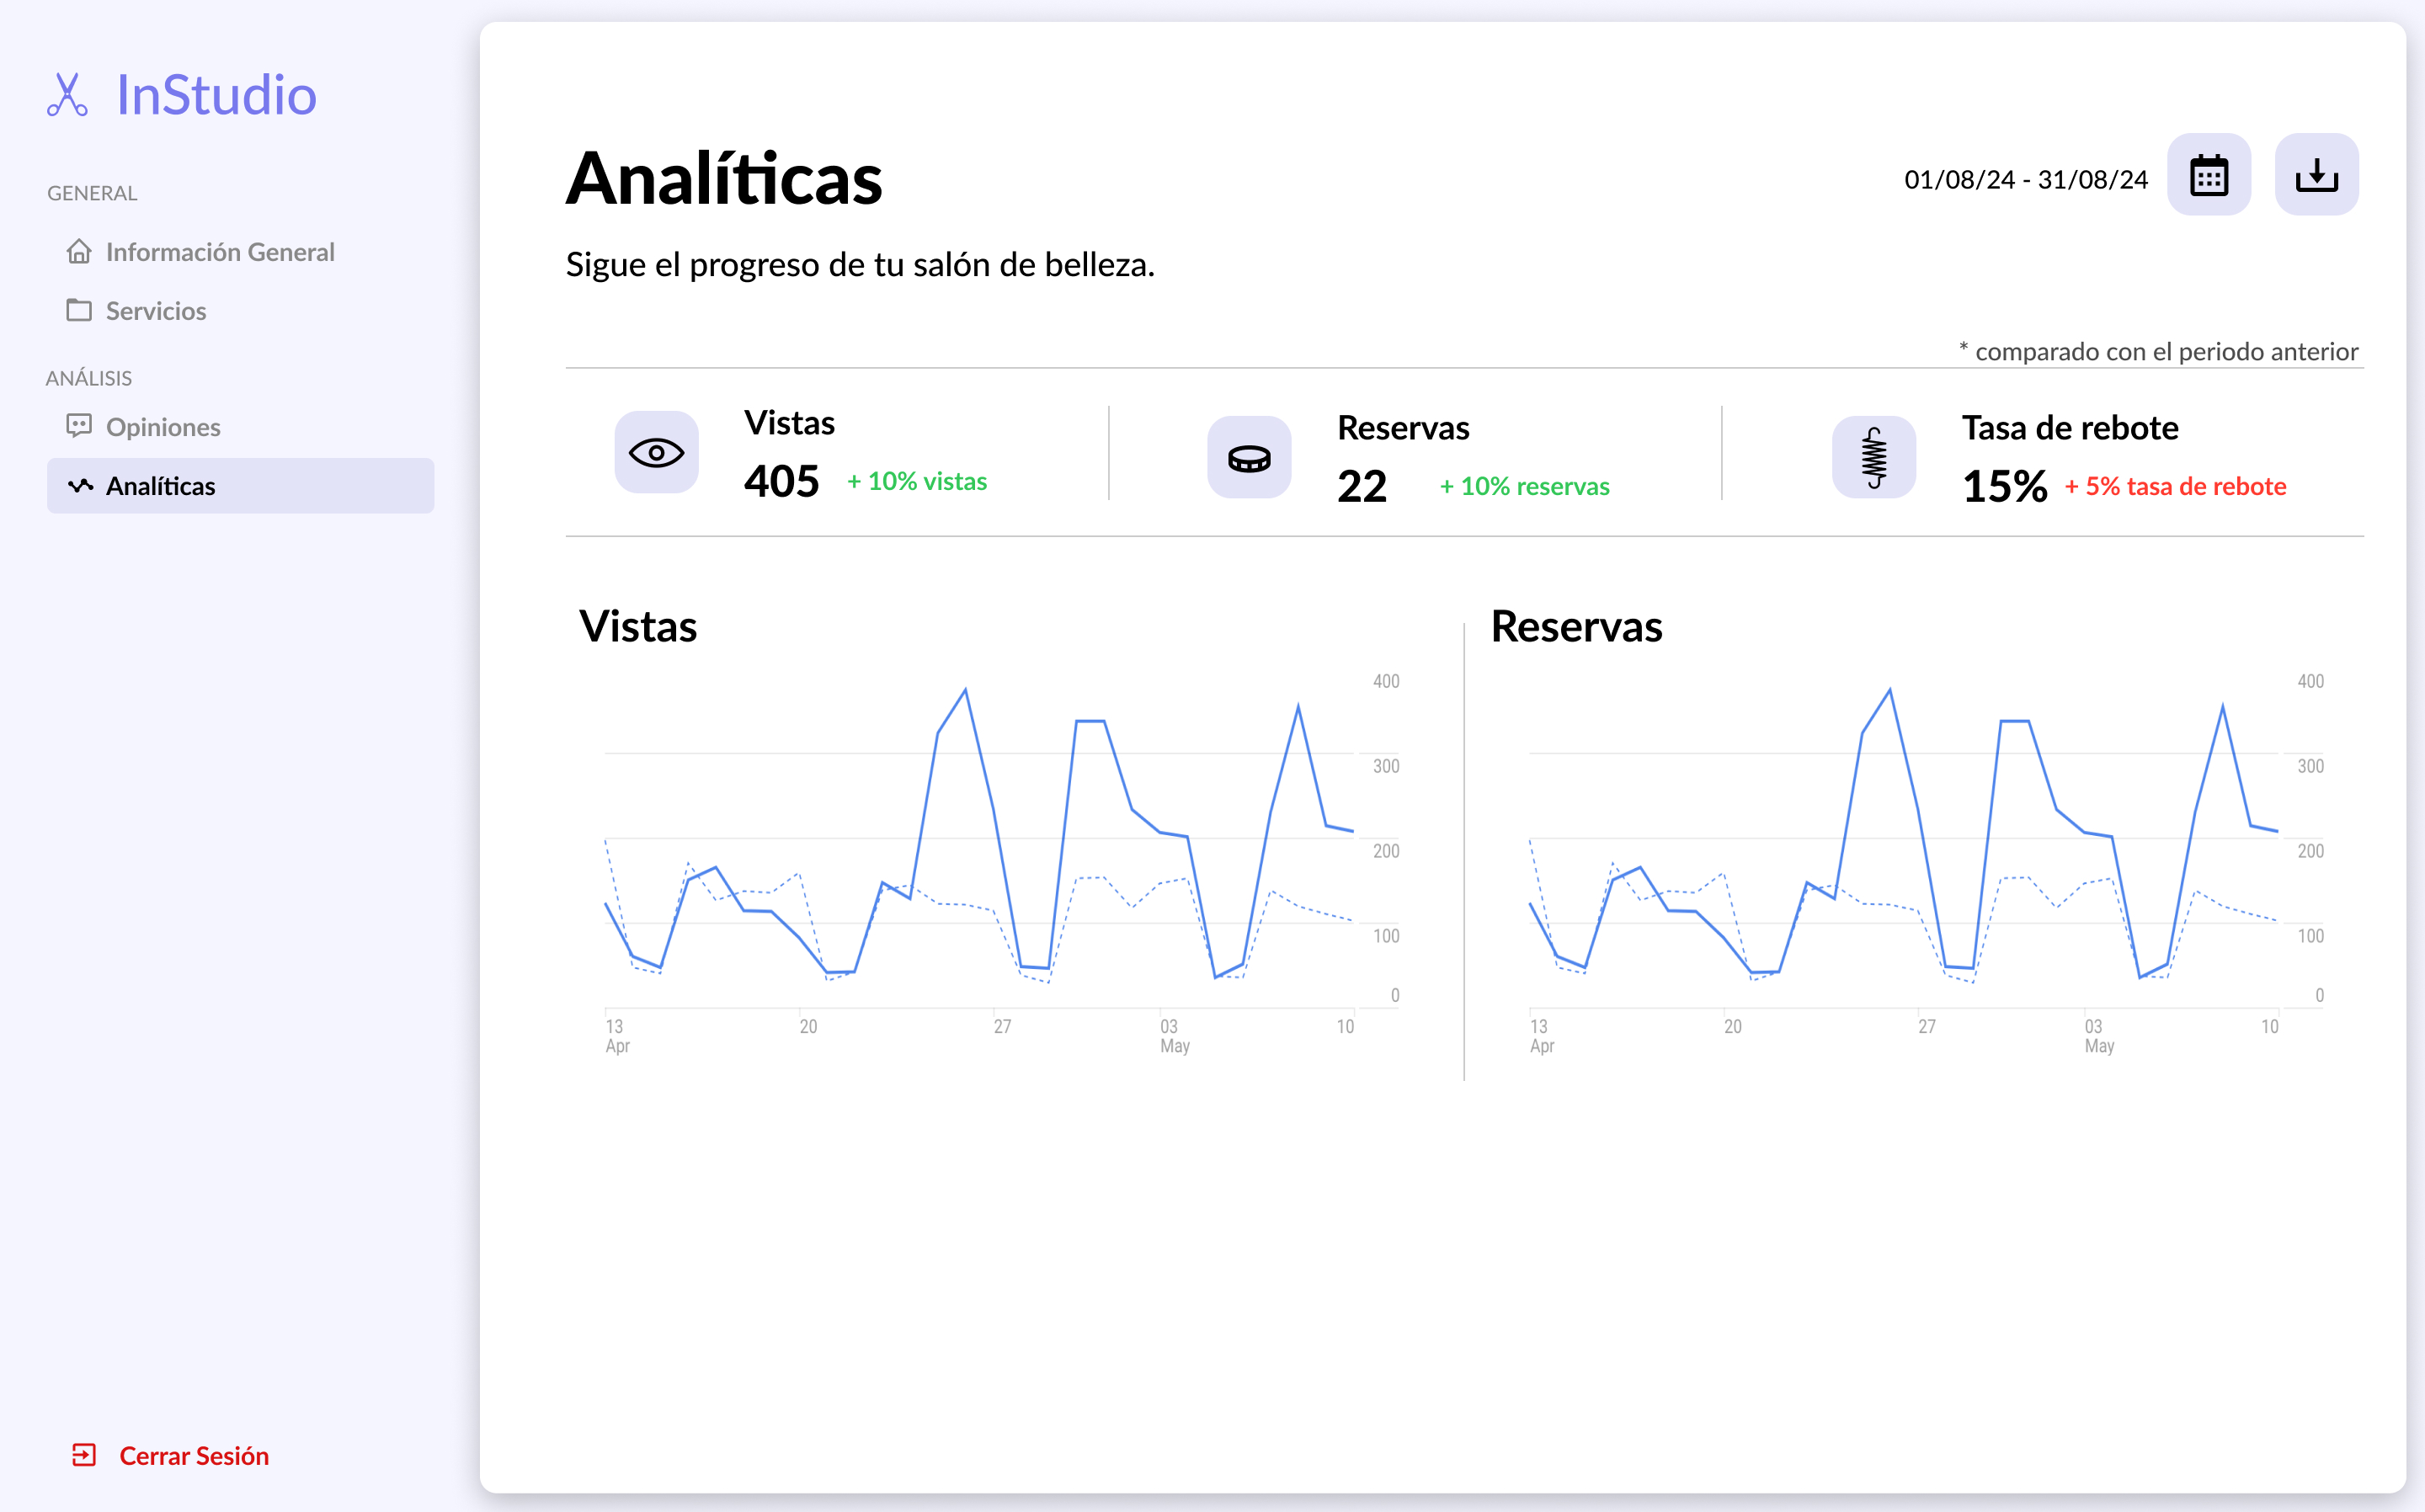 InStudio
GENERAL
Información General
Servicios
ANÁLISIS
Opiniones
Analíticas
Cerrar Sesión
Analíticas
01/08/24 - 31/08/24
Sigue el progreso de tu salón de belleza.
* comparado con el periodo anterior
Vistas
405 + 10% vistas
Reservas
22 + 10% reservas
Tasa de rebote
15% + 5% tasa de rebote
Vistas
400
300
200
100
0
13 20 27 03 10
Apr May
Reservas
400
300
200
100
0
13 20 27 03 10
Apr May